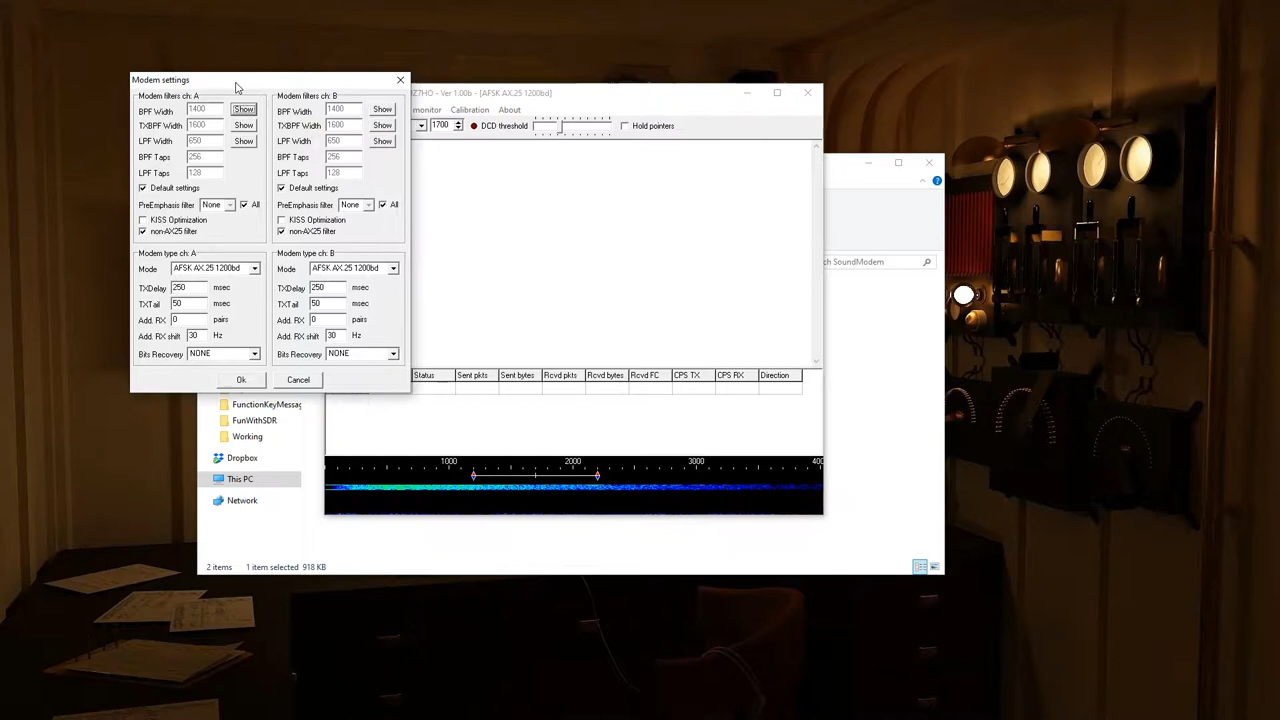 Modem settings
Modem filters ch: A
BPF Width 1400 Show
TXBPF Width 1600 Show
LPF Width 650 Show
BPF Taps 256
LPF Taps 128
Default settings
PreEmphasis filter None All
KISS Optimization
non-AX25 filter
Modem filters ch: B
BPF Width 1400 Show
TXBPF Width 1600 Show
LPF Width 650 Show
BPF Taps 256
LPF Taps 128
Default settings
PreEmphasis filter None All
KISS Optimization
non-AX25 filter
Modem type ch: A
Mode AFSK AX.25 1200bd
TXDelay 250 msec
TXTail 50 msec
Add. RX 0 pairs
Add. RX shift 30 Hz
Bits Recovery NONE
Modem type ch: B
Mode AFSK AX.25 1200bd
TXDelay 250 msec
TXTail 50 msec
Add. RX 0 pairs
Add. RX shift 30 Hz
Bits Recovery NONE
Ok Cancel
Z7HO - Ver 1.00b - [AFSK AX.25 1200bd]
monitor Calibration About
1700 DCD threshold Hold pointers
Status Sent pkts Sent bytes Rcvd pkts Rcvd bytes Rcvd FC CPS TX CPS RX Direction
1000 2000 3000 400
ch SoundModem
FunctionKeyMessag
FunWithSDR
Working
Dropbox
This PC
Network
2 items 1 item selected 918 KB